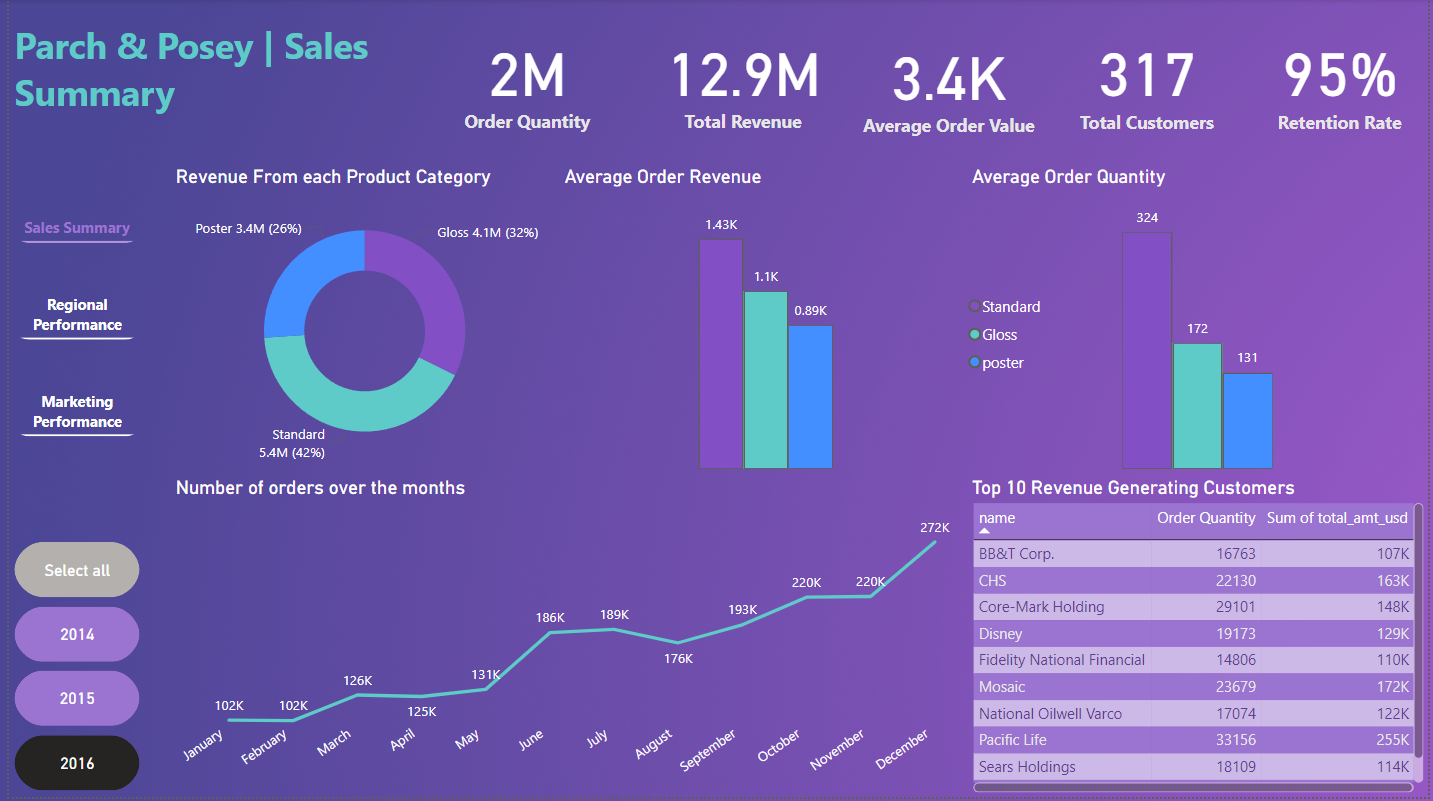 Parch & Posey | Sales
Summary
2M
Order Quantity
12.9M
Total Revenue
3.4K
Average Order Value
317
Total Customers
95%
Retention Rate
Sales Summary
Regional
Performance
Marketing
Performance
Select all
2014
2015
2016
Revenue From each Product Category
Poster 3.4M (26%)
Gloss 4.1M (32%)
Standard
5.4M (42%)
Average Order Revenue
1.43K
1.1K
0.89K
Average Order Quantity
Standard
Gloss
poster
324
172
131
Number of orders over the months
102K
102K
126K
125K
131K
186K
189K
176K
193K
220K
220K
272K
January
February
March
April
May
June
July
August
September
October
November
December
Top 10 Revenue Generating Customers
name Order Quantity Sum of total_amt_usd
BB&T Corp. 16763 107K
CHS 22130 163K
Core-Mark Holding 29101 148K
Disney 19173 129K
Fidelity National Financial 14806 110K
Mosaic 23679 172K
National Oilwell Varco 17074 122K
Pacific Life 33156 255K
Sears Holdings 18109 114K